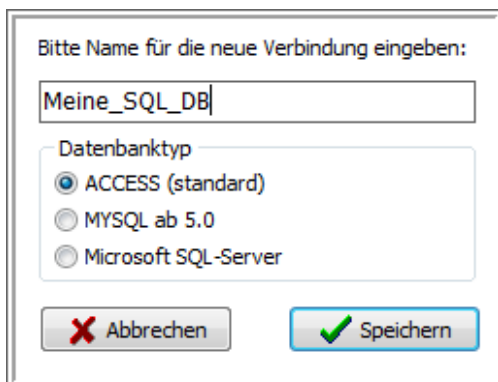 Bitte Name für die neue Verbindung eingeben:
Meine_SQL_DB
Datenbanktyp
ACCESS (standard)
MYSQL ab 5.0
Microsoft SQL-Server
Abbrechen
Speichern